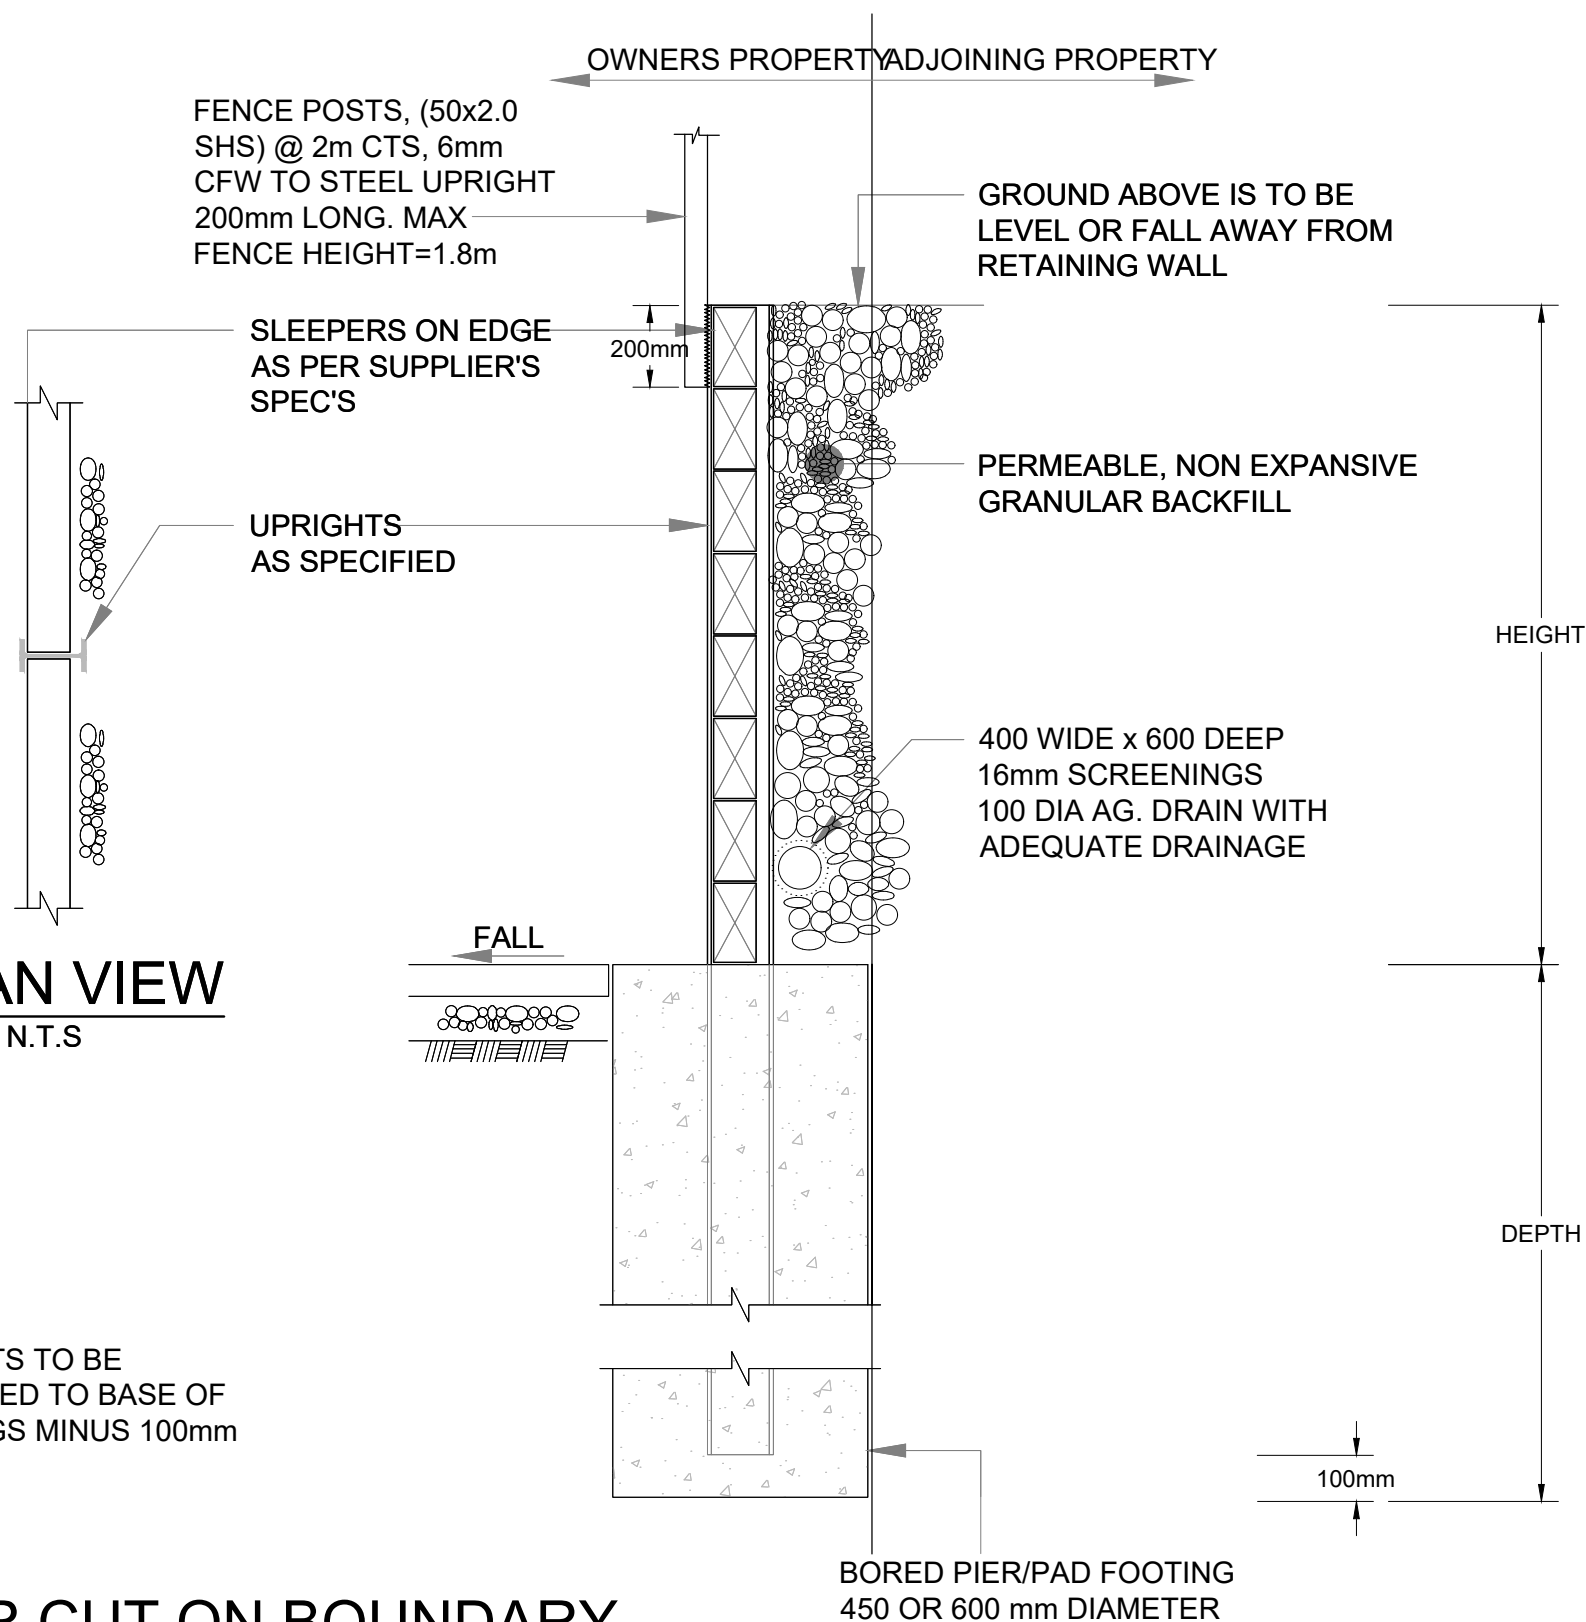 OWNERS PROPERTY
ADJOINING PROPERTY
FENCE POSTS, (50x2.0
SHS) @ 2m CTS, 6mm
CFW TO STEEL UPRIGHT
200mm LONG. MAX
FENCE HEIGHT=1.8m
GROUND ABOVE IS TO BE
LEVEL OR FALL AWAY FROM
RETAINING WALL
SLEEPERS ON EDGE
AS PER SUPPLIER'S
SPEC'S
200mm
PERMEABLE, NON EXPANSIVE
GRANULAR BACKFILL
UPRIGHTS
AS SPECIFIED
HEIGHT
400 WIDE x 600 DEEP
16mm SCREENINGS
100 DIA AG. DRAIN WITH
ADEQUATE DRAINAGE
FALL
AN VIEW
N.T.S
DEPTH
TS TO BE
ED TO BASE OF
GS MINUS 100mm
100mm
BORED PIER/PAD FOOTING
450 OR 600 mm DIAMETER
R CUT ON BOUNDARY